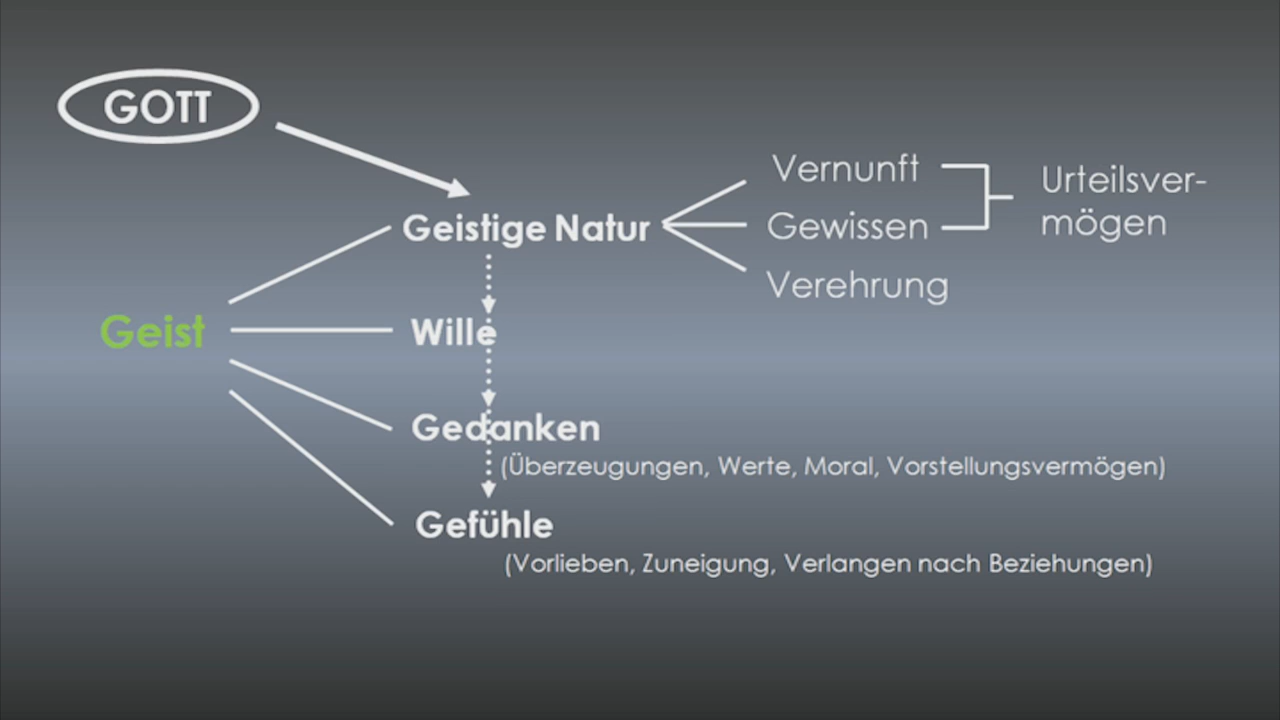 GOTT
Vernunft
Urteilsver-
mögen
Geistige Natur
Gewissen
Verehrung
Geist
Wille
Gedanken
(Überzeugungen, Werte, Moral, Vorstellungsvermögen)
Gefühle
(Vorlieben, Zuneigung, Verlangen nach Beziehungen)